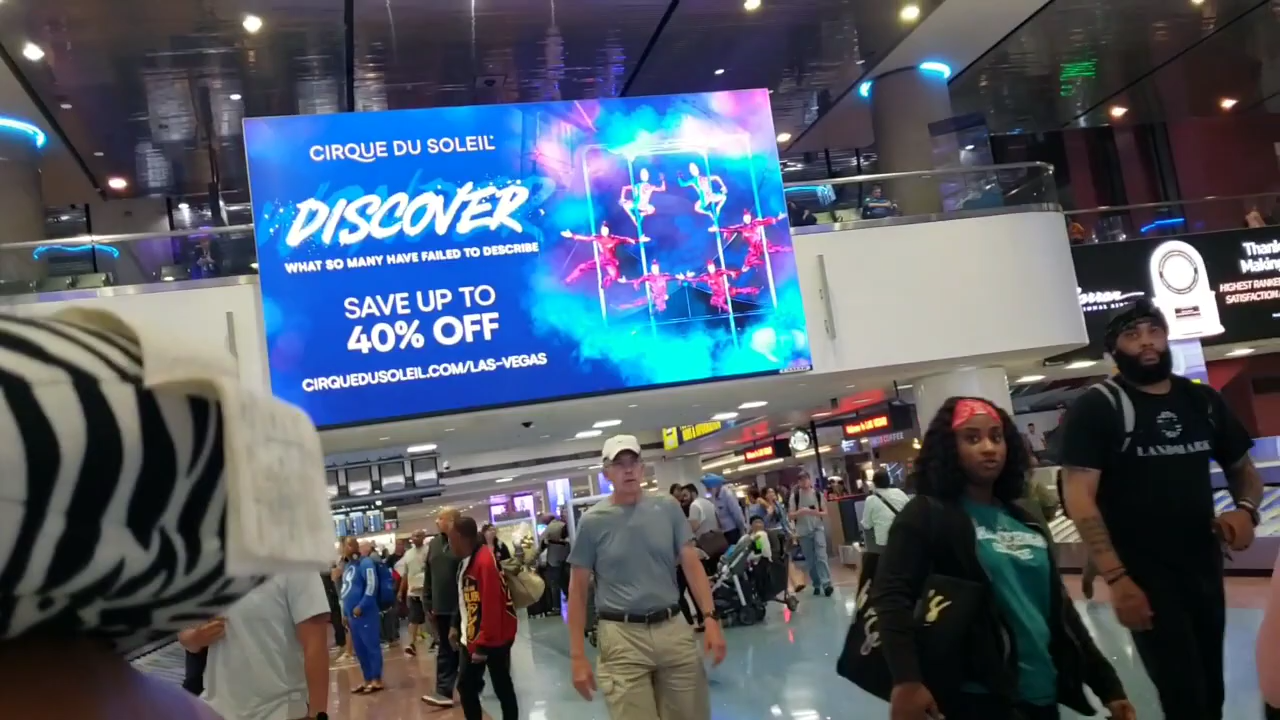 CIRQUE DU SOLEIL
DISCOVER
WHAT SO MANY HAVE FAILED TO DESCRIBE
SAVE UP TO
40% OFF
CIRQUEDUSOLEIL.COM/LAS-VEGAS
Thank
Making
HIGHEST RANKED
SATISFACTION
LANDMARK